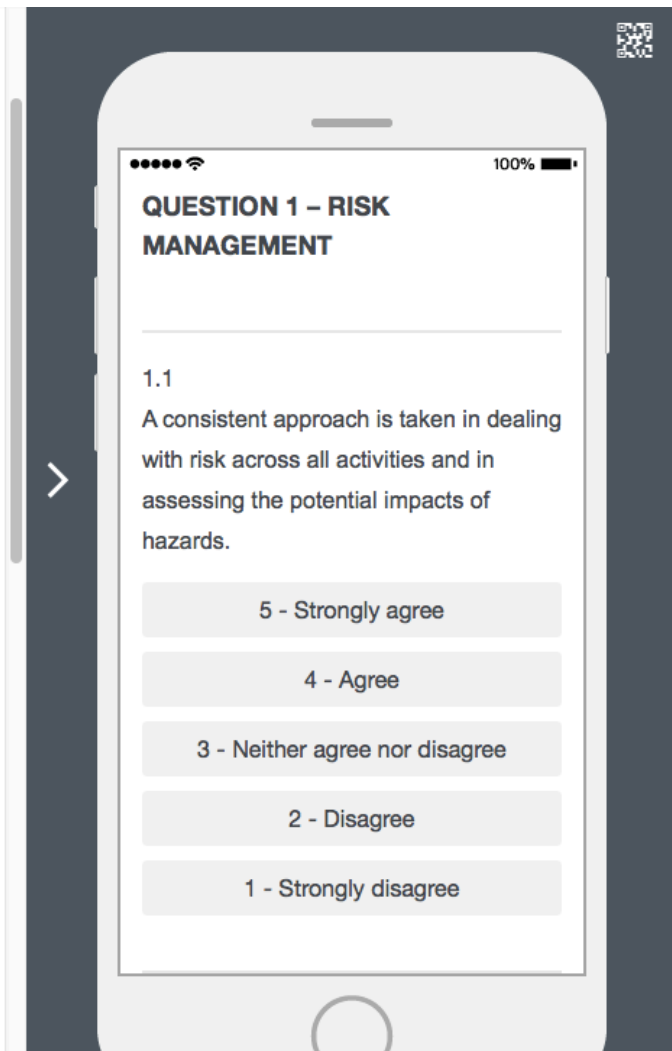 100%
QUESTION 1 – RISK
MANAGEMENT
1.1
A consistent approach is taken in dealing
with risk across all activities and in
assessing the potential impacts of
hazards.
5 - Strongly agree
4 - Agree
3 - Neither agree nor disagree
2 - Disagree
1 - Strongly disagree